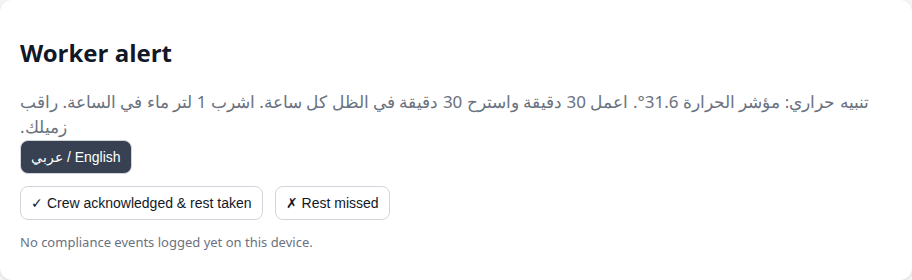 Worker alert
تنبيه حراري: مؤشر الحرارة 31.6°. اعمل 30 دقيقة واسترح 30 دقيقة في الظل كل ساعة. اشرب 1 لتر ماء في الساعة. راقب
زميلك.
عربي / English
✓ Crew acknowledged & rest taken
✗ Rest missed
No compliance events logged yet on this device.